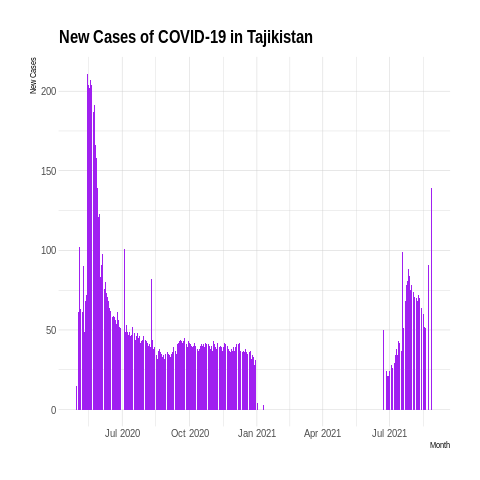 New Cases of COVID-19 in Tajikistan
New Cases
200
150
100
50
0
Jul 2020 Oct 2020 Jan 2021 Apr 2021 Jul 2021
Month